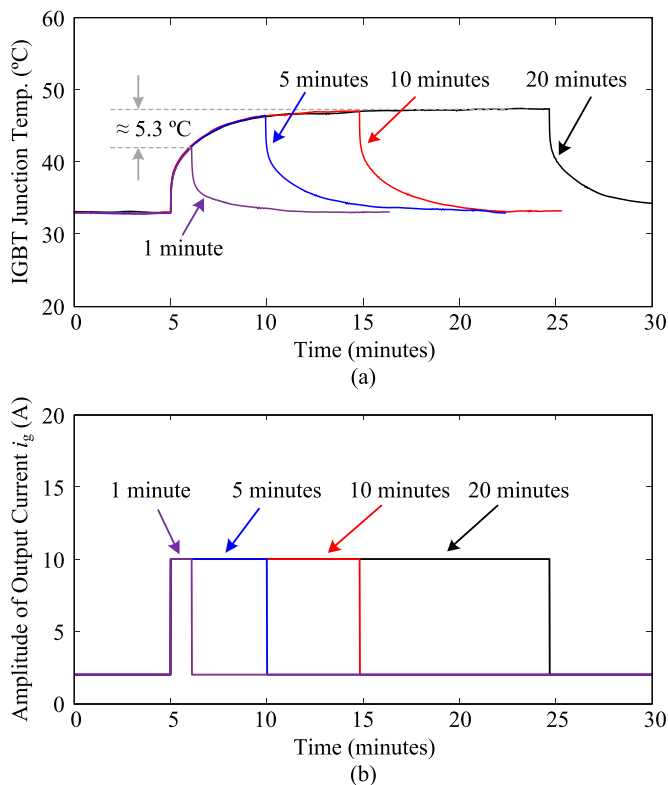 60
50
40
30
20
IGBT Junction Temp. (ºC)
5 minutes
10 minutes
20 minutes
≈ 5.3 ºC
1 minute
0
5
10
15
20
25
30
Time (minutes)
(a)
20
15
10
5
0
Amplitude of Output Current ig (A)
1 minute
5 minutes
10 minutes
20 minutes
0
5
10
15
20
25
30
Time (minutes)
(b)